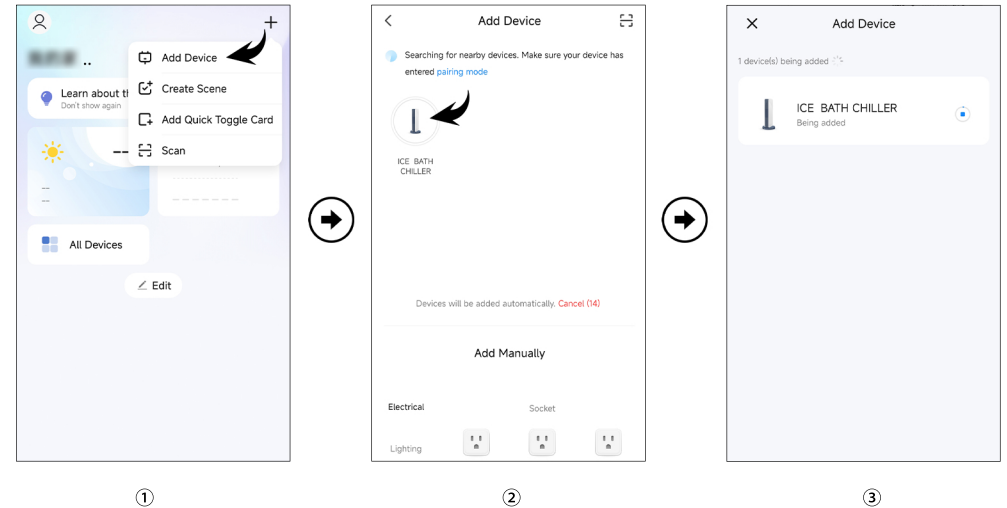 Add Device
Create Scene
Learn about th
Don't show again
Add Quick Toggle Card
Scan
All Devices
Edit
①
Add Device
Searching for nearby devices. Make sure your device has
entered pairing mode
ICE BATH
CHILLER
Devices will be added automatically. Cancel (14)
Add Manually
Electrical
Socket
Lighting
②
Add Device
1 device(s) being added
ICE BATH CHILLER
Being added
③